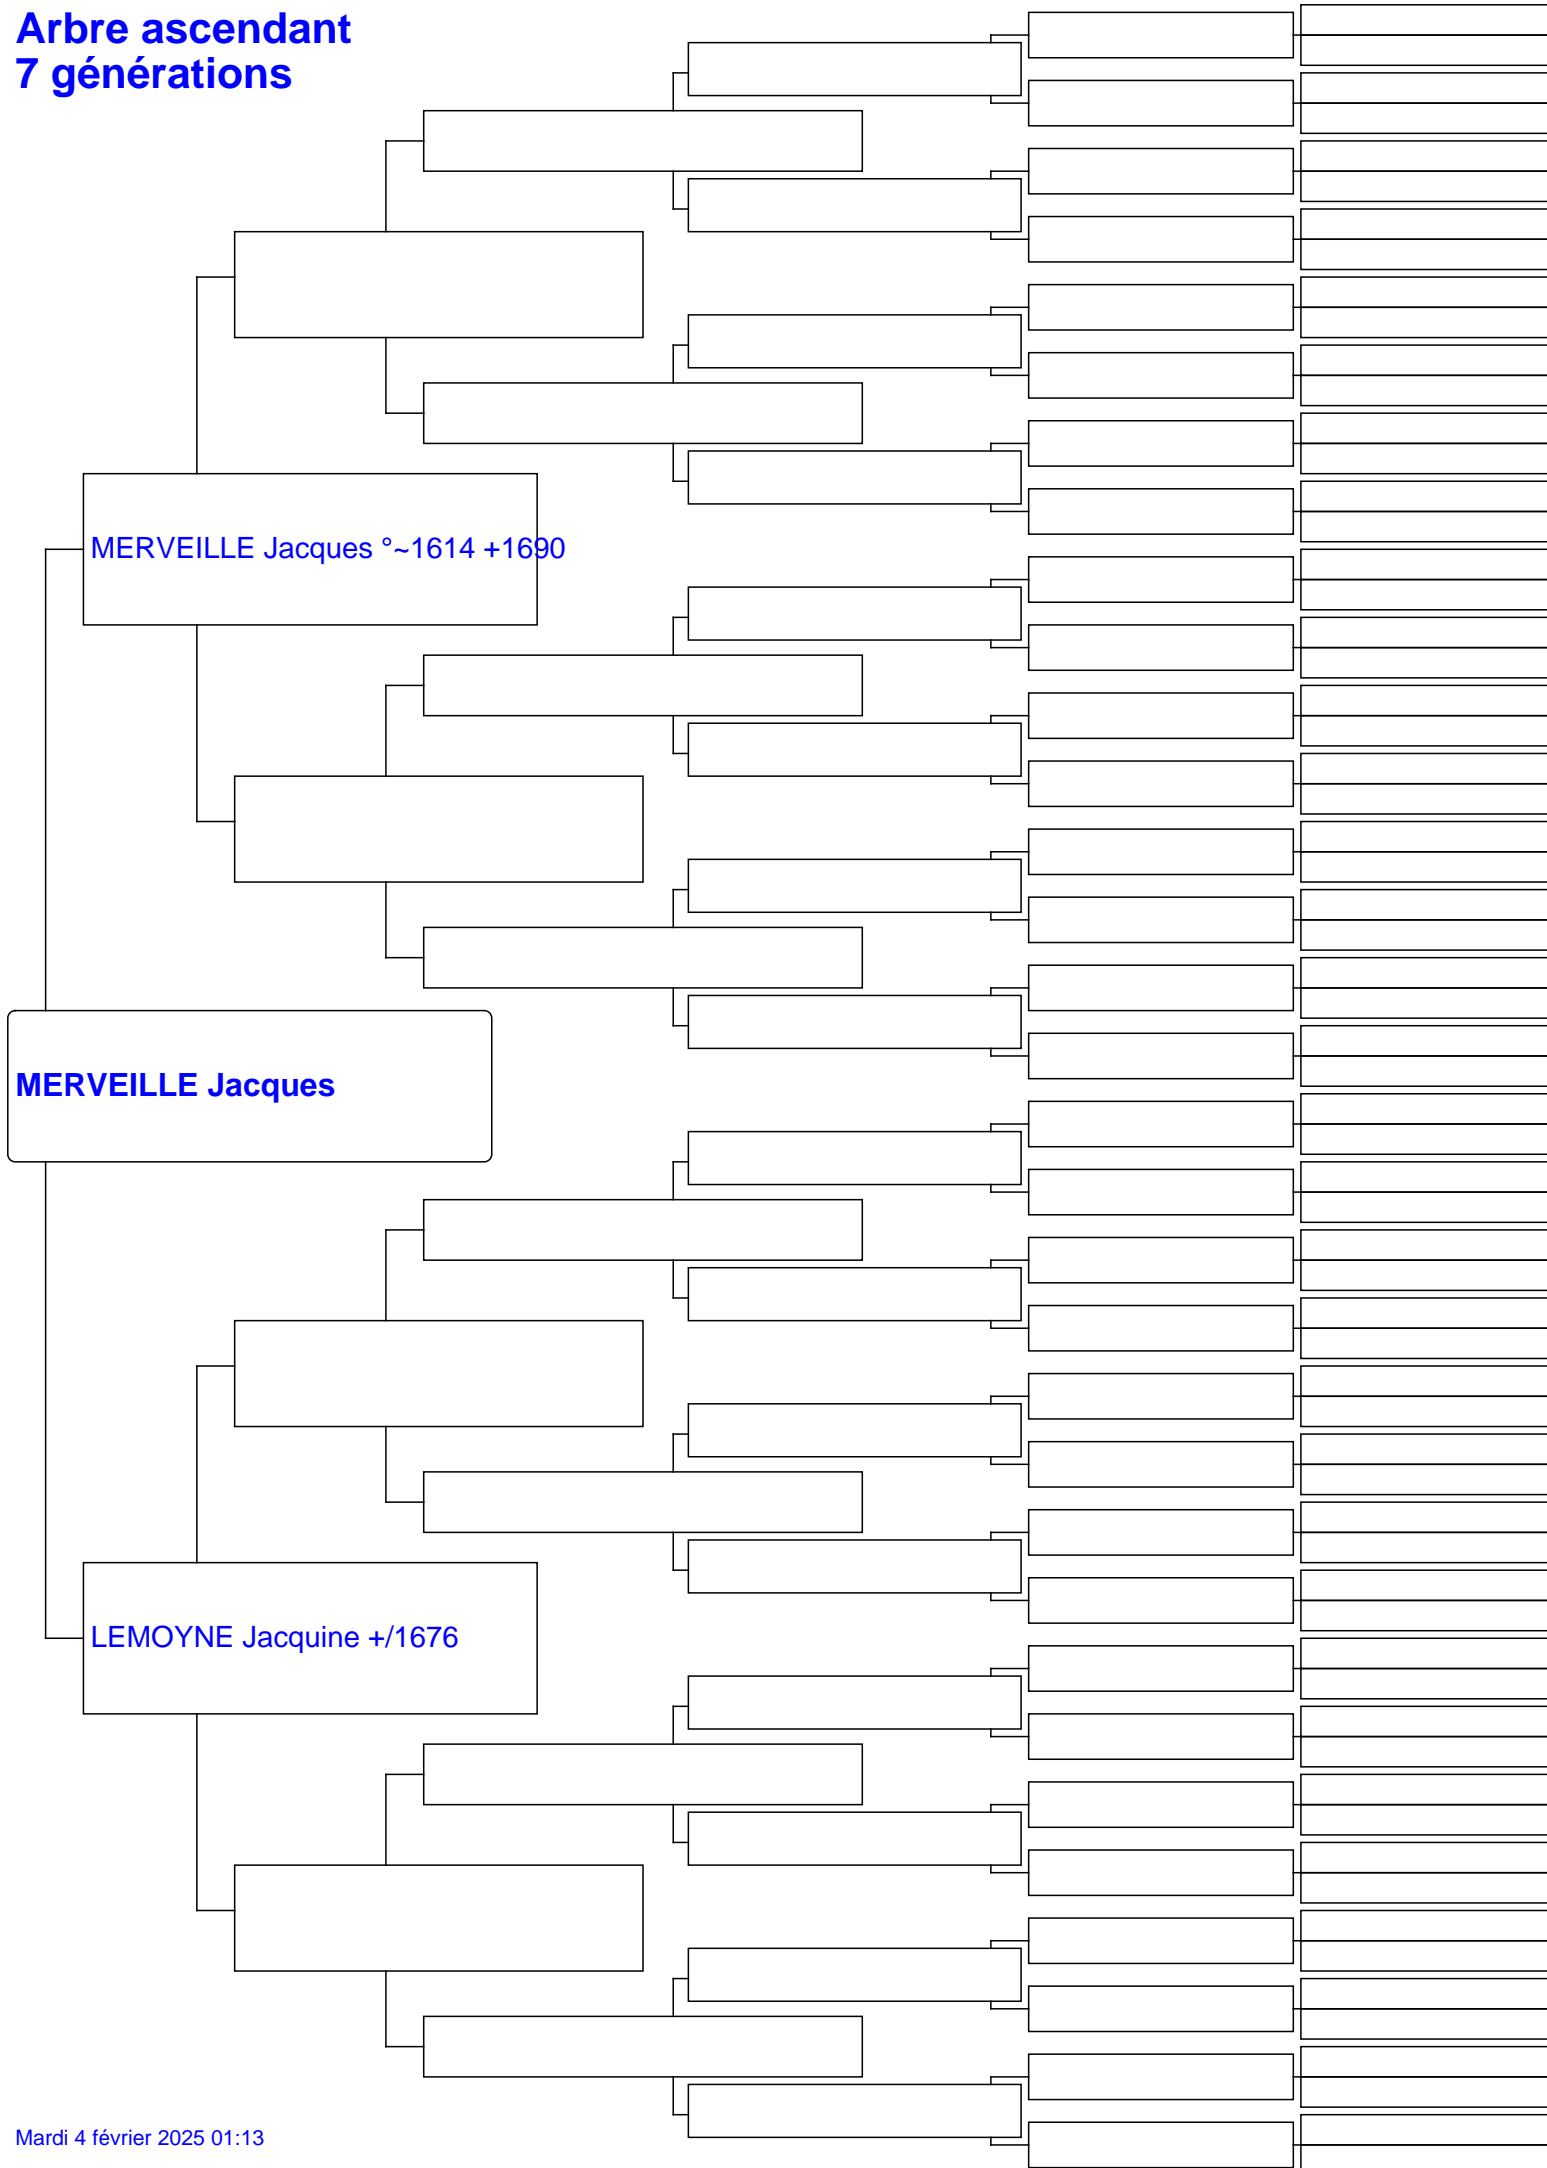 Arbre ascendant
7 générations
MERVEILLE Jacques °~1614 +1690
MERVEILLE Jacques
LEMOYNE Jacquine +/1676
Mardi 4 février 2025 01:13